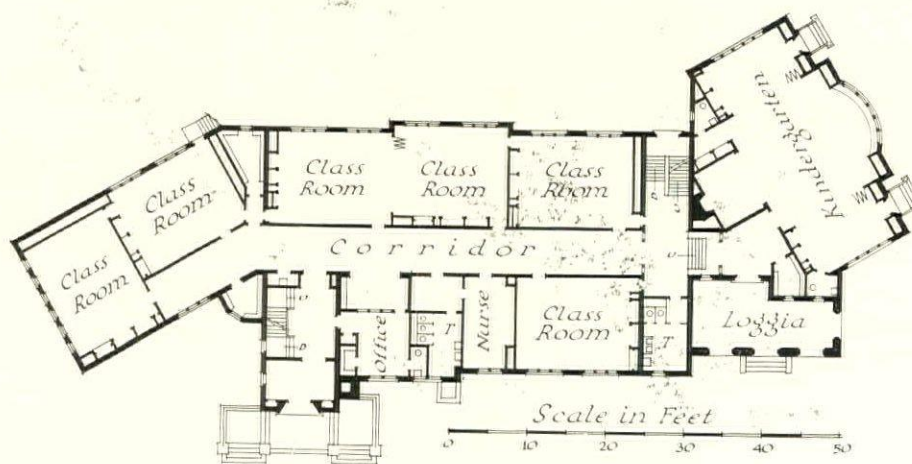 Kindergarten
Class
Room
Class
Room
Class
Room
Class
Room
Class
Room
Corridor
Office
T
Nurse
Class
Room
T
Loggia
Scale in Feet
0 10 20 30 40 50